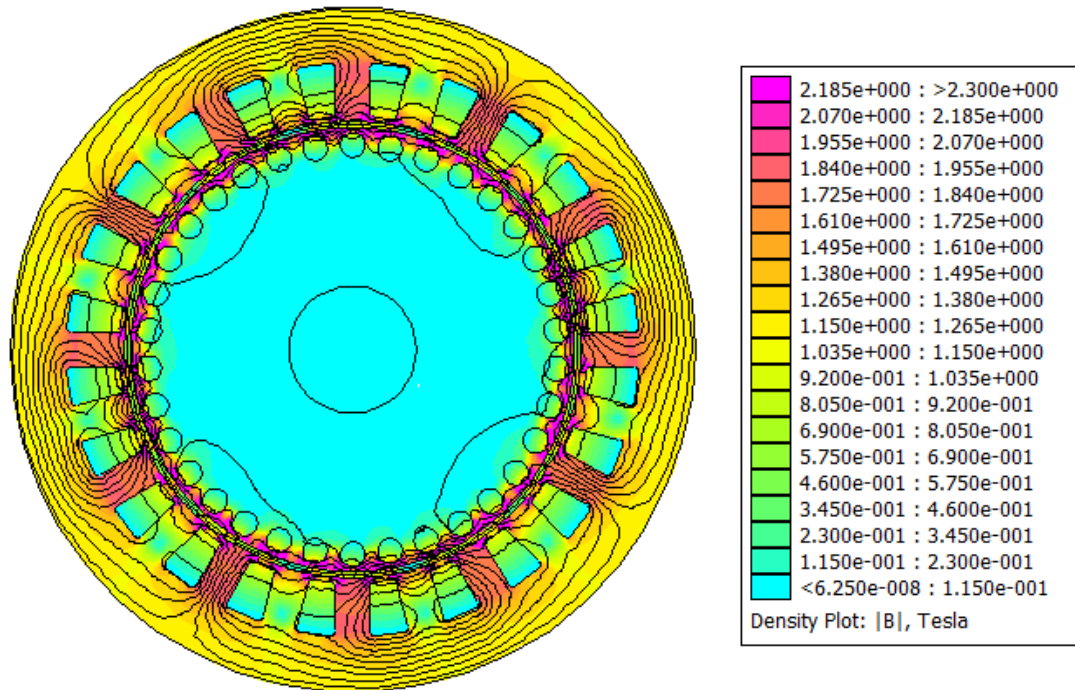 2.185e+000 : >2.300e+000
2.070e+000 : 2.185e+000
1.955e+000 : 2.070e+000
1.840e+000 : 1.955e+000
1.725e+000 : 1.840e+000
1.610e+000 : 1.725e+000
1.495e+000 : 1.610e+000
1.380e+000 : 1.495e+000
1.265e+000 : 1.380e+000
1.150e+000 : 1.265e+000
1.035e+000 : 1.150e+000
9.200e-001 : 1.035e+000
8.050e-001 : 9.200e-001
6.900e-001 : 8.050e-001
5.750e-001 : 6.900e-001
4.600e-001 : 5.750e-001
3.450e-001 : 4.600e-001
2.300e-001 : 3.450e-001
1.150e-001 : 2.300e-001
<6.250e-008 : 1.150e-001
Density Plot: |B|, Tesla